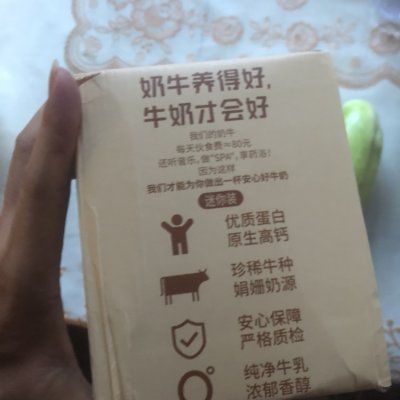 奶牛养得好,
牛奶才会好
我们的奶牛
每天伙食费≈80元
还听音乐,做"SPA",享药浴!
因为这样
我们才能为你做出一杯安心好牛奶
迷你装
优质蛋白
原生高钙
珍稀牛种
娟姗奶源
安心保障
严格质检
纯净牛乳
浓郁香醇